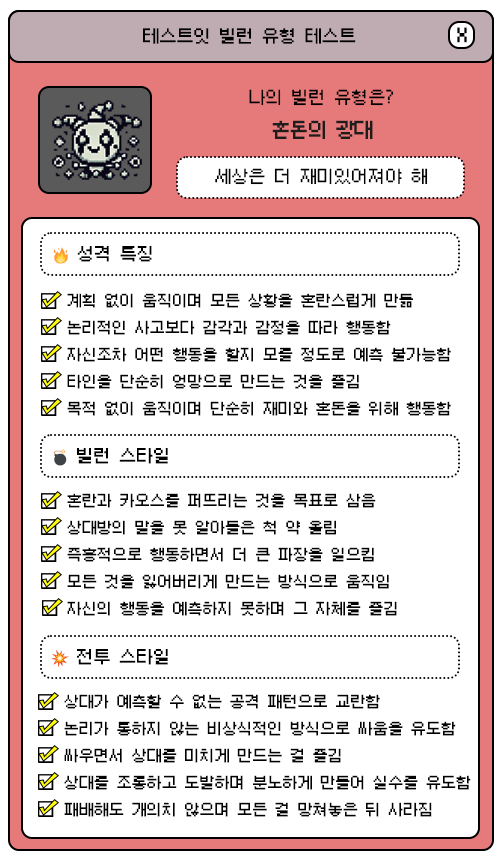 테스트잇 빌런 유형 테스트
X
나의 빌런 유형은?
혼돈의 광대
세상은 더 재미있어져야 해
성격 특징
계획 없이 움직이며 모든 상황을 혼란스럽게 만듦
논리적인 사고보다 감각과 감정을 따라 행동함
자신조차 어떤 행동을 할지 모를 정도로 예측 불가능함
타인을 단순히 엉망으로 만드는 것을 즐김
목적 없이 움직이며 단순히 재미와 혼돈을 위해 행동함
빌런 스타일
혼란과 카오스를 퍼뜨리는 것을 목표로 삼음
상대방의 말을 못 알아들은 척 약 올림
즉흥적으로 행동하면서 더 큰 파장을 일으킴
모든 것을 잃어버리게 만드는 방식으로 움직임
자신의 행동을 예측하지 못하며 그 자체를 즐김
전투 스타일
상대가 예측할 수 없는 공격 패턴으로 교란함
논리가 통하지 않는 비상식적인 방식으로 싸움을 유도함
싸우면서 상대를 미치게 만드는 걸 즐김
상대를 조롱하고 도발하며 분노하게 만들어 실수를 유도함
패배해도 개의치 않으며 모든 걸 망쳐놓은 뒤 사라짐